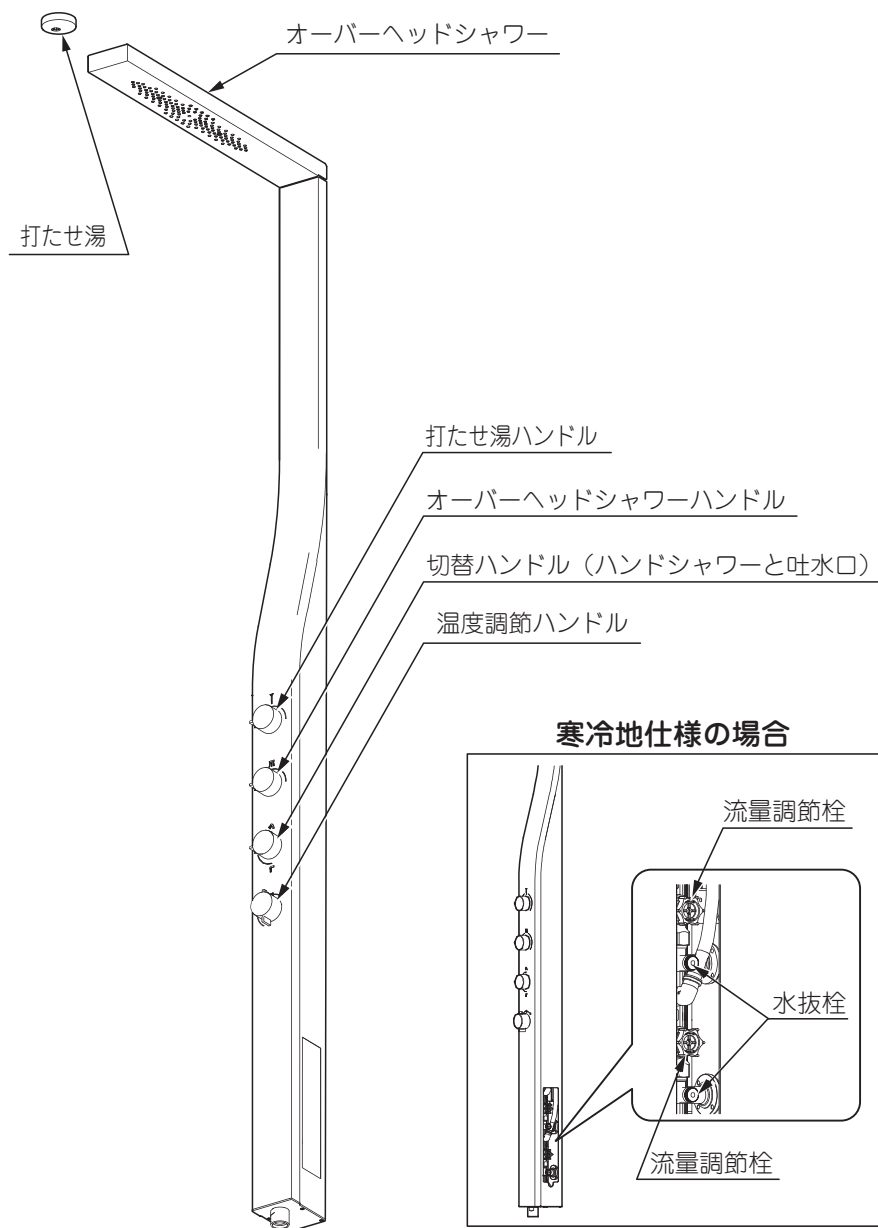 オーバーヘッドシャワー
打たせ湯
打たせ湯ハンドル
オーバーヘッドシャワーハンドル
切替ハンドル（ハンドシャワーと吐水口）
温度調節ハンドル
寒冷地仕様の場合
流量調節栓
水抜栓
流量調節栓